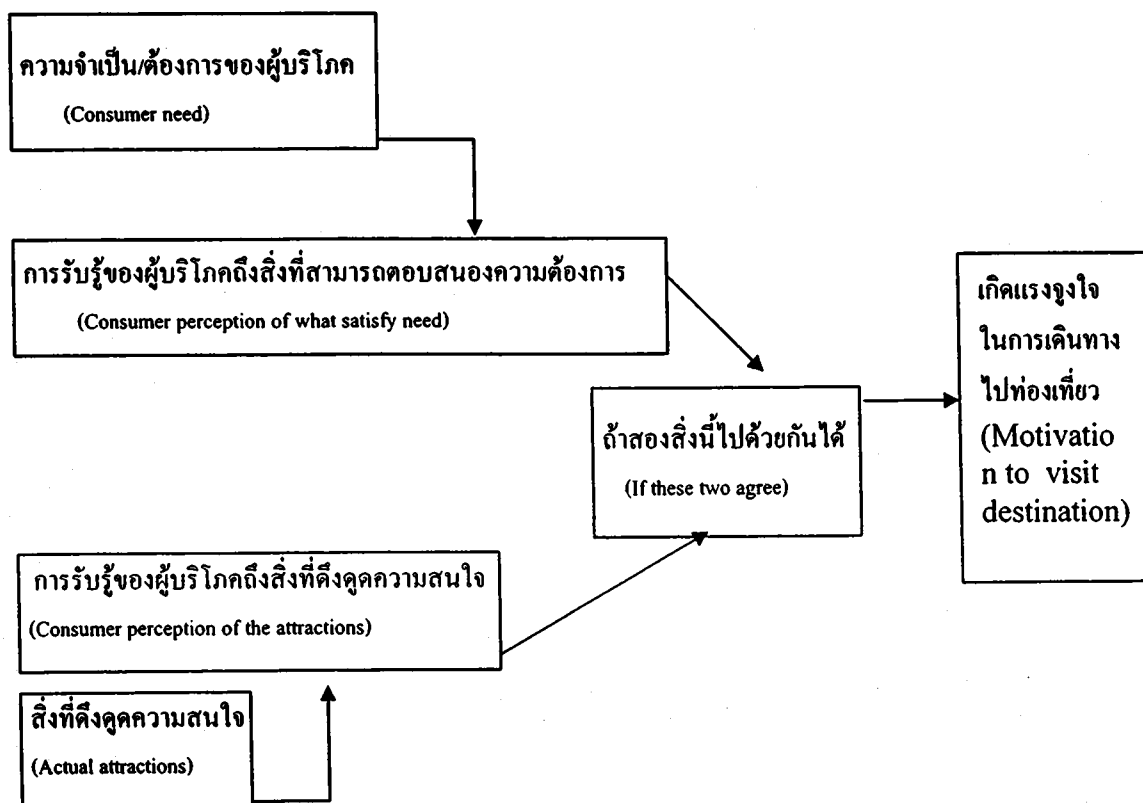 ความจำเป็น/ต้องการของผู้บริโภค
(Consumer need)
การรับรู้ของผู้บริโภคถึงสิ่งที่สามารถตอบสนองความต้องการ
(Consumer perception of what satisfy need)
เกิดแรงจูงใจ
ในการเดินทาง
ไปท่องเที่ยว
(Motivatio
n to visit
destination)
ถ้าสองสิ่งนี้ไปด้วยกันได้
(If these two agree)
การรับรู้ของผู้บริโภคถึงสิ่งที่ดึงดูดความสนใจ
(Consumer perception of the attractions)
สิ่งที่ดึงดูดความสนใจ
(Actual attractions)